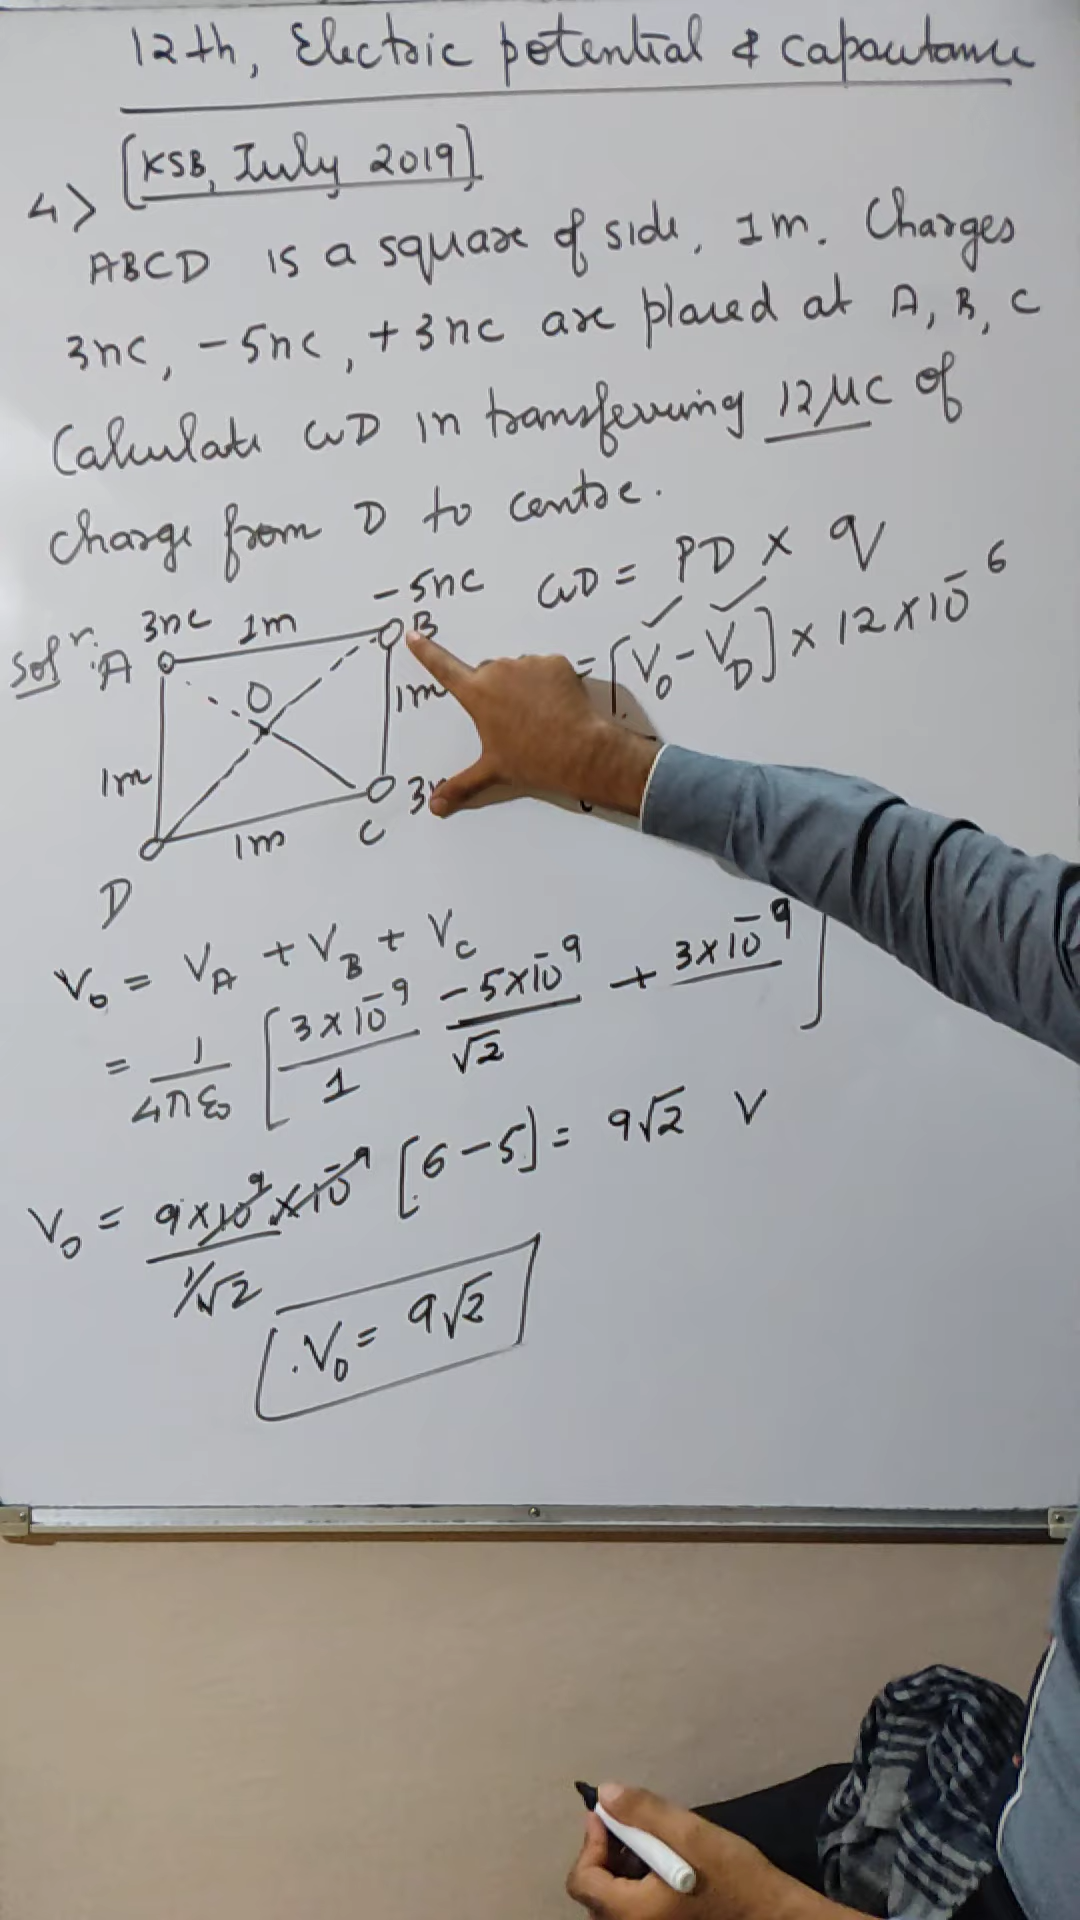 12th, Electric potential & capacitance
[KSB, July 2019]
4>
ABCD is a square of side, 1m. Charges
3nc, -5nc, +3nc are placed at A, B, C
Calculate WD in transferring 12μc of
charge from D to centre.
Solⁿ:
3nc 1m -5nc
A B
O
1m 1m
1m C
D
WD = PD × q
= [V₀ - V_D] × 12 × 10⁻⁶
V₀ = V_A + V_B + V_C
= 1/4πε₀ [3×10⁻⁹/1 -5×10⁻⁹/√2 + 3×10⁻⁹ ]
V₀ = 9×10⁹×10⁻⁹/1/√2 [6-5] = 9√2 V
∴ V₀ = 9√2